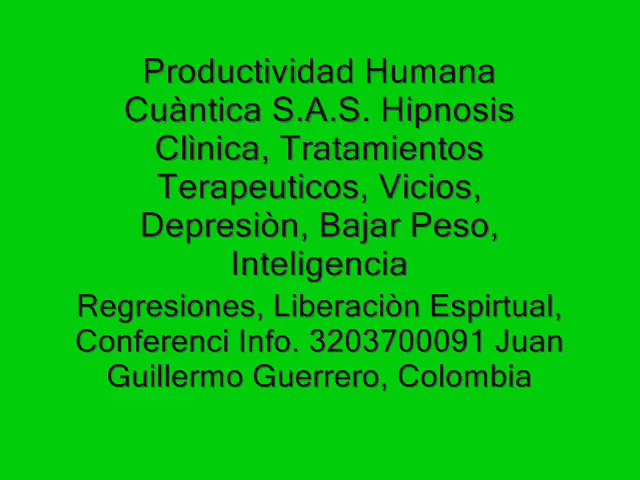 Productividad Humana
Cuàntica S.A.S. Hipnosis
Clìnica, Tratamientos
Terapeuticos, Vicios,
Depresiòn, Bajar Peso,
Inteligencia
Regresiones, Liberaciòn Espirtual,
Conferenci Info. 3203700091 Juan
Guillermo Guerrero, Colombia